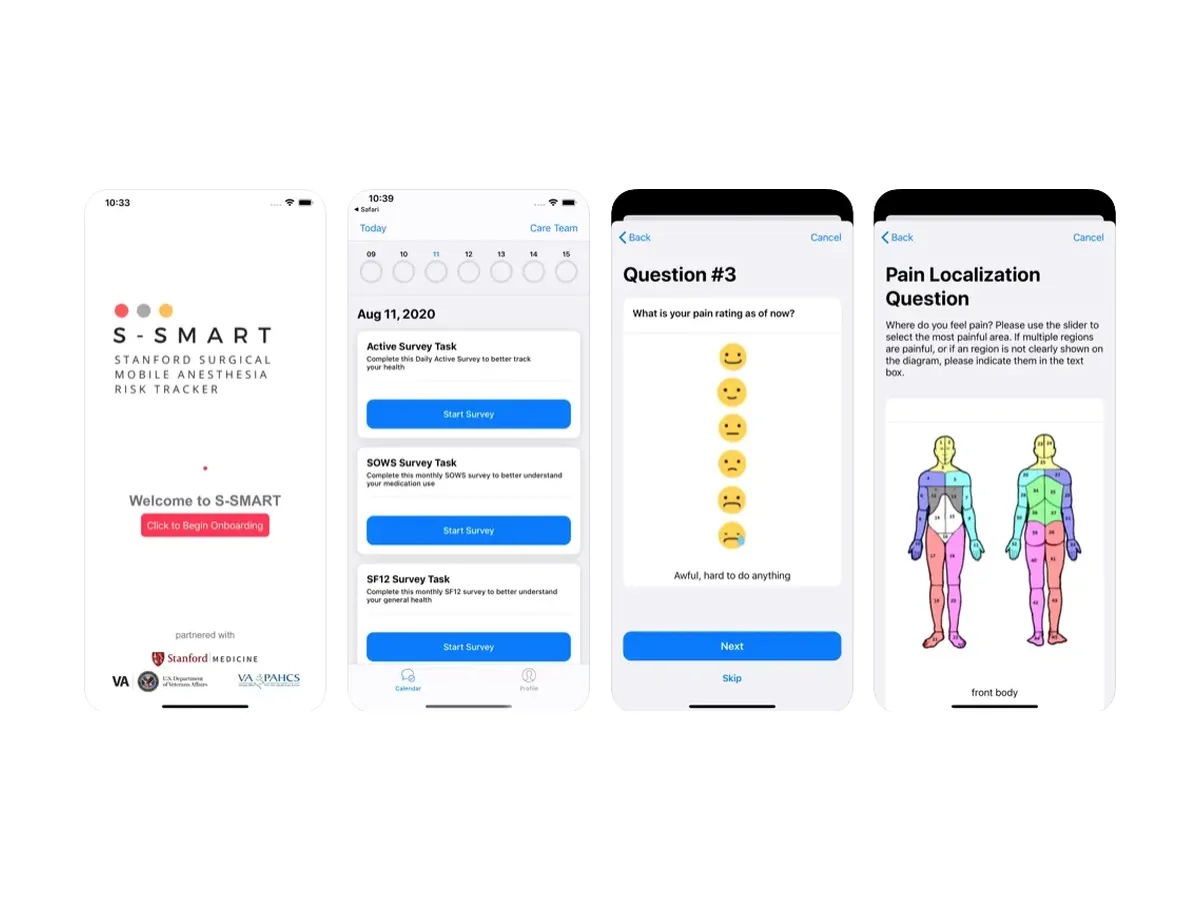 10:33
S - SMART
STANFORD SURGICAL
MOBILE ANESTHESIA
RISK TRACKER
Welcome to S-SMART
Click to Begin Onboarding
partnered with
Stanford MEDICINE
VA
U.S. Department
of Veterans Affairs
VA PAHCS
10:39
◀ Safari
Today
Care Team
09 10 11 12 13 14 15
Aug 11, 2020
Active Survey Task
Complete this Daily Active Survey to better track
your health
Start Survey
SOWS Survey Task
Complete this monthly SOWS survey to better understand
your medication use
Start Survey
SF12 Survey Task
Complete this monthly SF12 survey to better understand
your general health
Start Survey
Calendar
Profile
Back
Cancel
Question #3
What is your pain rating as of now?
Awful, hard to do anything
Next
Skip
Back
Cancel
Pain Localization
Question
Where do you feel pain? Please use the slider to
select the most painful area. If multiple regions
are painful, or if an region is not clearly shown on
the diagram, please indicate them in the text
box.
front body